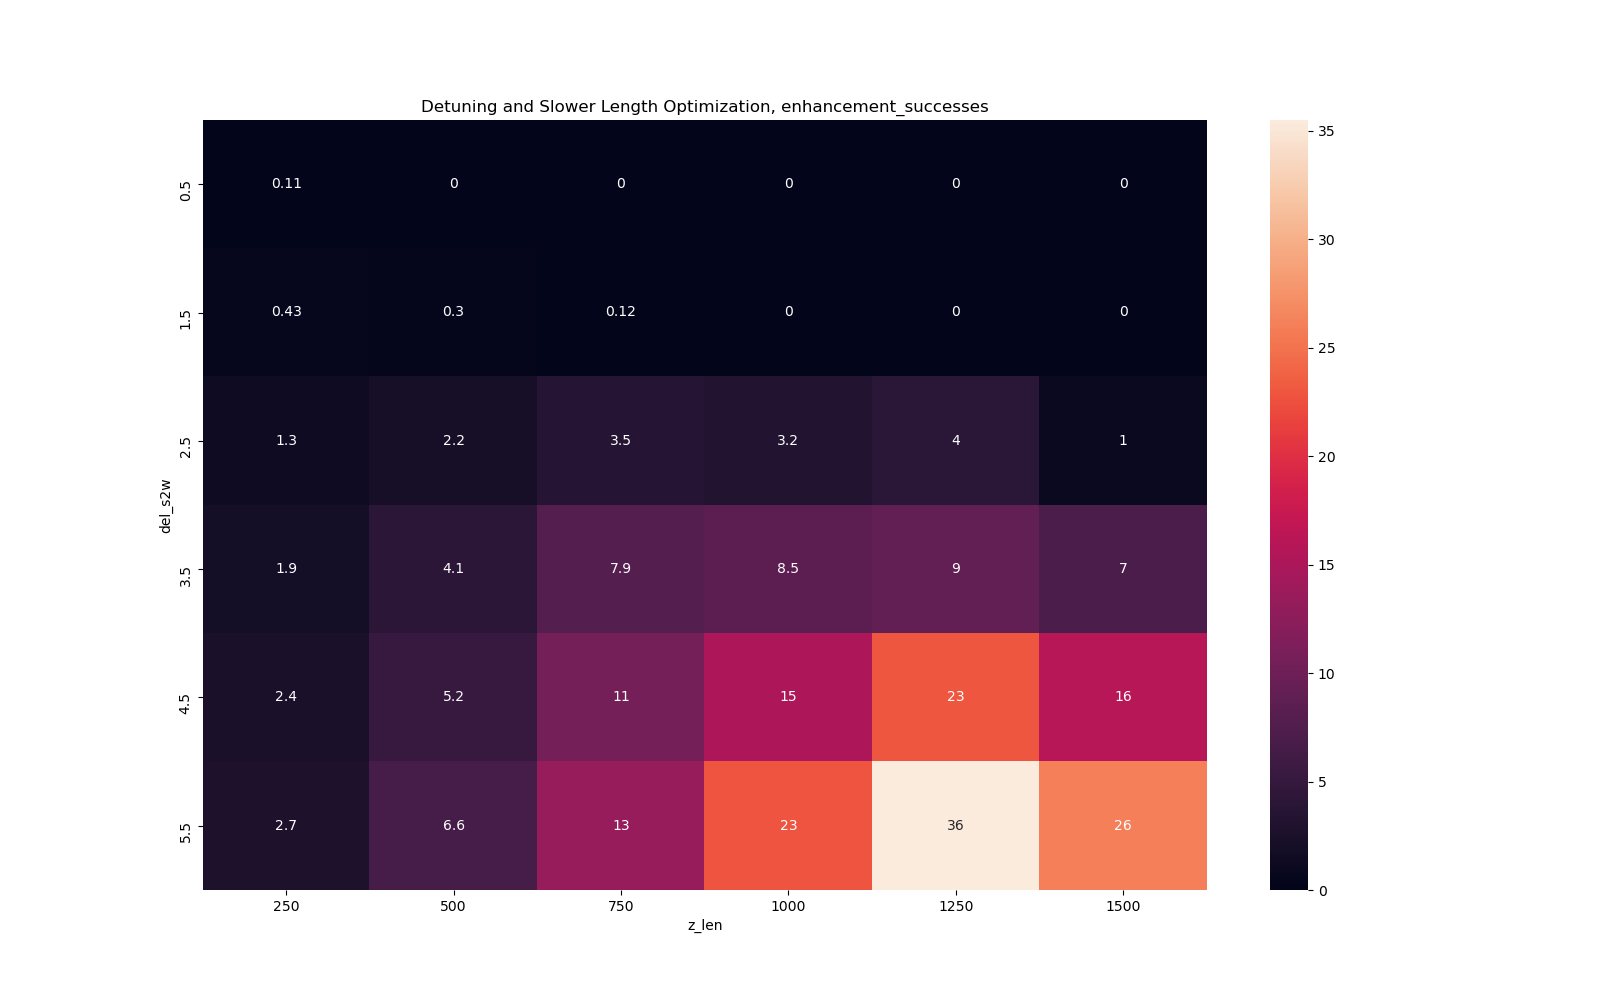 Detuning and Slower Length Optimization, enhancement_successes
0.5 0.11 0 0 0 0 0
1.5 0.43 0.3 0.12 0 0 0
2.5 1.3 2.2 3.5 3.2 4 1
3.5 1.9 4.1 7.9 8.5 9 7
4.5 2.4 5.2 11 15 23 16
5.5 2.7 6.6 13 23 36 26
del_s2w
250 500 750 1000 1250 1500
z_len
35
30
25
20
15
10
5
0